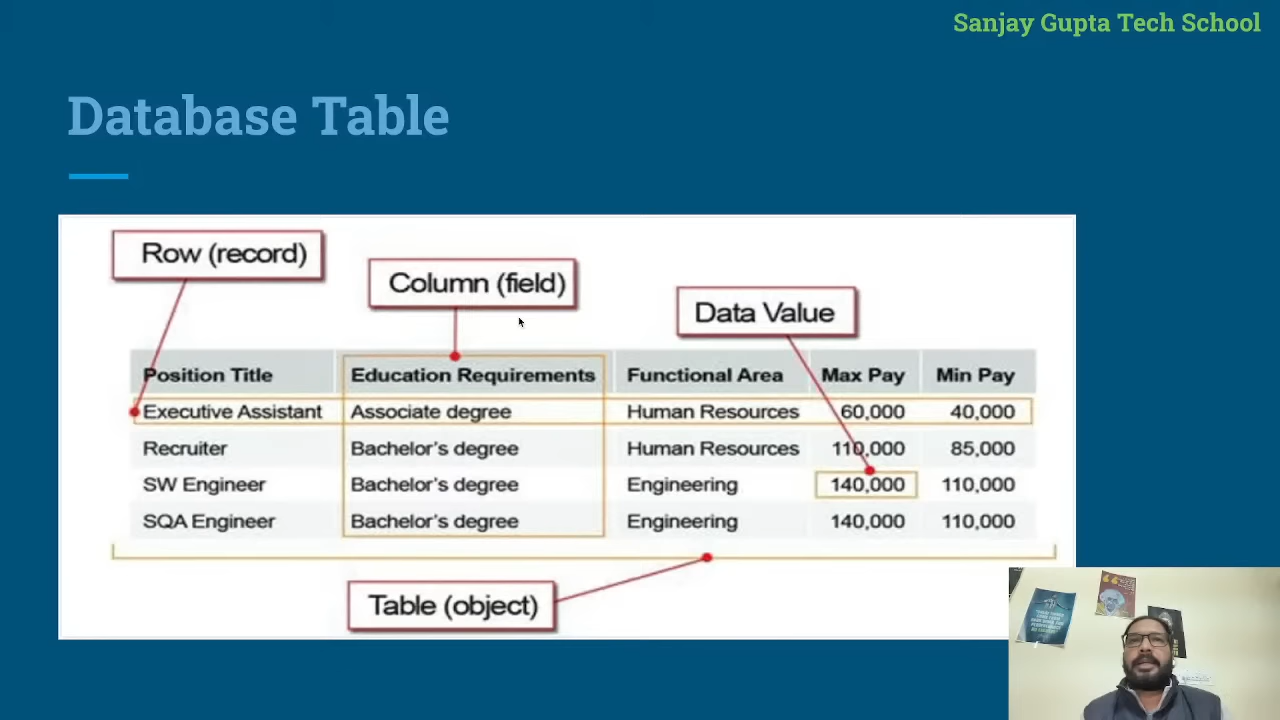 Sanjay Gupta Tech School
Database Table
Row (record)
Column (field)
Data Value
Position Title Education Requirements Functional Area Max Pay Min Pay
Executive Assistant Associate degree Human Resources 60,000 40,000
Recruiter Bachelor's degree Human Resources 110,000 85,000
SW Engineer Bachelor's degree Engineering 140,000 110,000
SQA Engineer Bachelor's degree Engineering 140,000 110,000
Table (object)